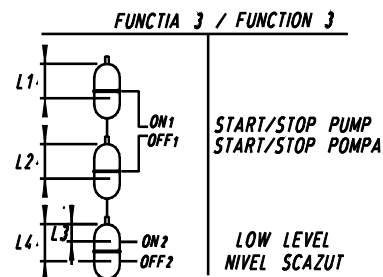 FUNCTIA 3 / FUNCTION 3
L1
ON1
OFF1
START/STOP PUMP
START/STOP POMPA
L2
L4
L3
ON2
OFF2
LOW LEVEL
NIVEL SCAZUT